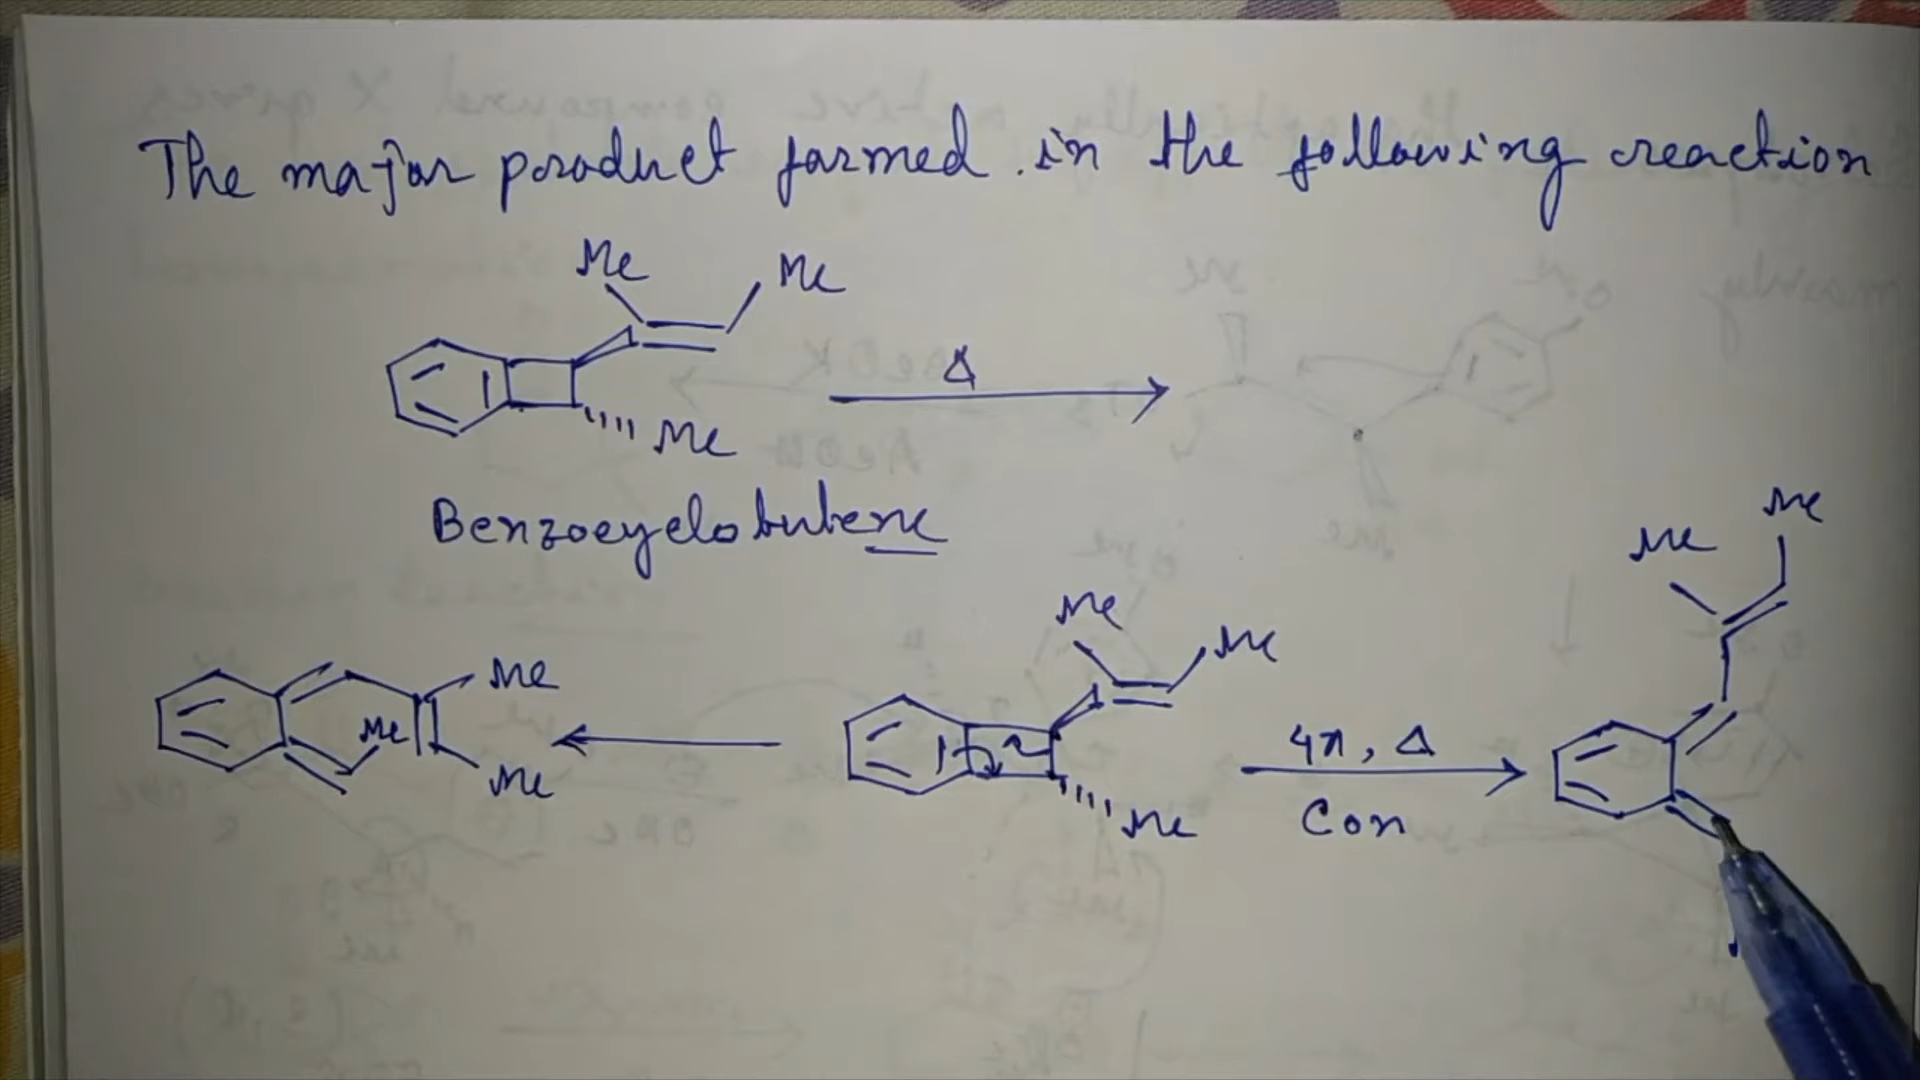 The major product formed in the following reaction
Me Me
Δ
Me
Benzocyclobutene
Me
Me
Me
Me
Me
Me
Me
Me
4π, Δ
Con
Me